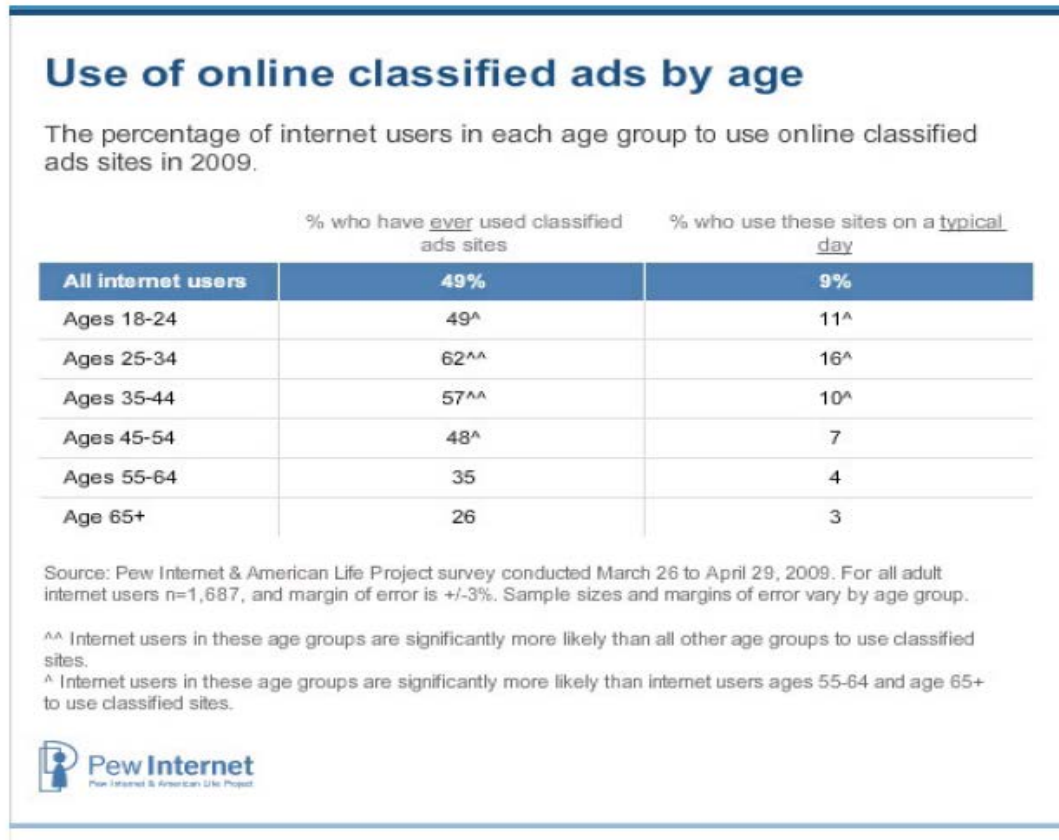 Use of online classified ads by age
The percentage of internet users in each age group to use online classified
ads sites in 2009.
% who have ever used classified ads sites % who use these sites on a typical day
All internet users 49% 9%
Ages 18-24 49^ 11^
Ages 25-34 62^^ 16^
Ages 35-44 57^^ 10^
Ages 45-54 48^ 7
Ages 55-64 35 4
Age 65+ 26 3
Source: Pew Internet & American Life Project survey conducted March 26 to April 29, 2009. For all adult
internet users n=1,687, and margin of error is +/-3%. Sample sizes and margins of error vary by age group.
^^ Internet users in these age groups are significantly more likely than all other age groups to use classified
sites.
^ Internet users in these age groups are significantly more likely than internet users ages 55-64 and age 65+
to use classified sites.
Pew Internet
Pew Internet & American Life Project